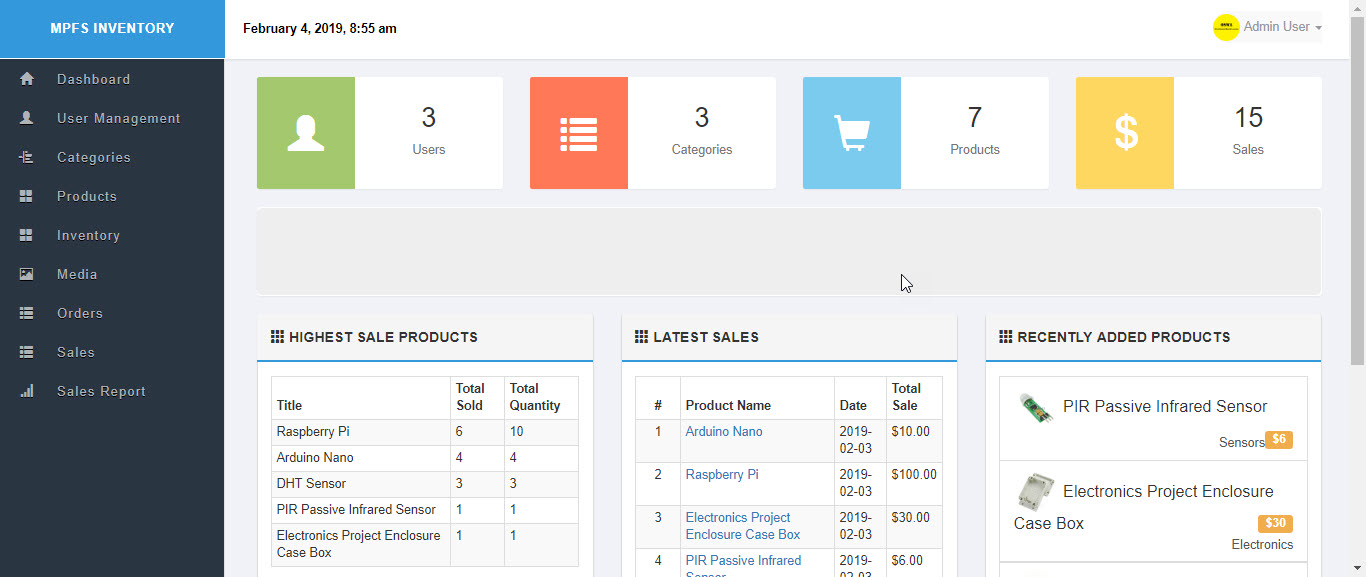 MPFS INVENTORY
February 4, 2019, 8:55 am
Admin User
Dashboard
User Management
Categories
Products
Inventory
Media
Orders
Sales
Sales Report
3
Users
3
Categories
7
Products
$
15
Sales
HIGHEST SALE PRODUCTS
Title Total Sold Total Quantity
Raspberry Pi 6 10
Arduino Nano 4 4
DHT Sensor 3 3
PIR Passive Infrared Sensor 1 1
Electronics Project Enclosure 1 1
Case Box
LATEST SALES
# Product Name Date Total Sale
1 Arduino Nano 2019- $10.00
02-03
2 Raspberry Pi 2019- $100.00
02-03
3 Electronics Project 2019- $30.00
Enclosure Case Box 02-03
4 PIR Passive Infrared 2019- $6.00
Sensor 02-03
RECENTLY ADDED PRODUCTS
PIR Passive Infrared Sensor
Sensors $6
Electronics Project Enclosure
Case Box $30
Electronics